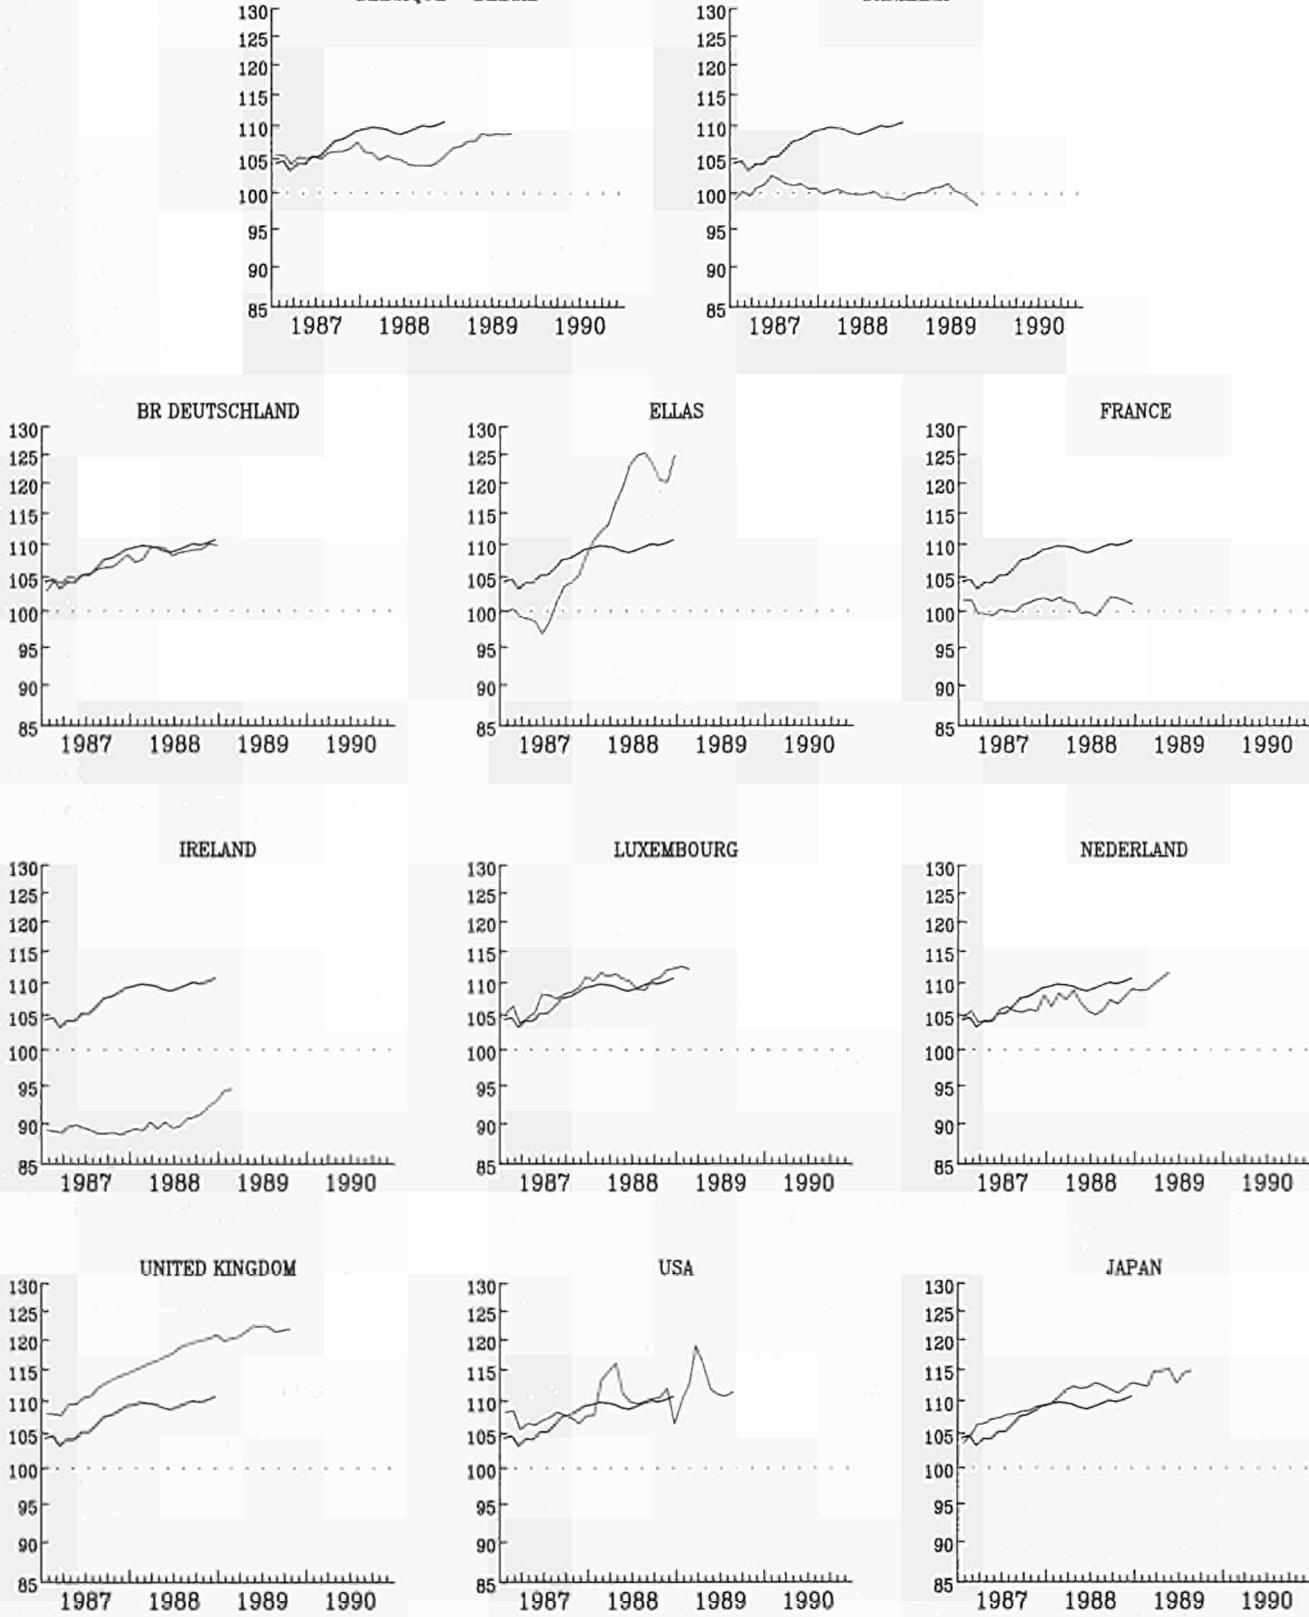 130 130
125 125
120 120
115 115
110 110
105 105
100 100
95 95
90 90
85 85
1987 1988 1989 1990 1987 1988 1989 1990
BR DEUTSCHLAND ELLAS FRANCE
130 130 130
125 125 125
120 120 120
115 115 115
110 110 110
105 105 105
100 100 100
95 95 95
90 90 90
85 85 85
1987 1988 1989 1990 1987 1988 1989 1990 1987 1988 1989 1990
IRELAND LUXEMBOURG NEDERLAND
130 130 130
125 125 125
120 120 120
115 115 115
110 110 110
105 105 105
100 100 100
95 95 95
90 90 90
85 85 85
1987 1988 1989 1990 1987 1988 1989 1990 1987 1988 1989 1990
UNITED KINGDOM USA JAPAN
130 130 130
125 125 125
120 120 120
115 115 115
110 110 110
105 105 105
100 100 100
95 95 95
90 90 90
85 85 85
1987 1988 1989 1990 1987 1988 1989 1990 1987 1988 1989 1990